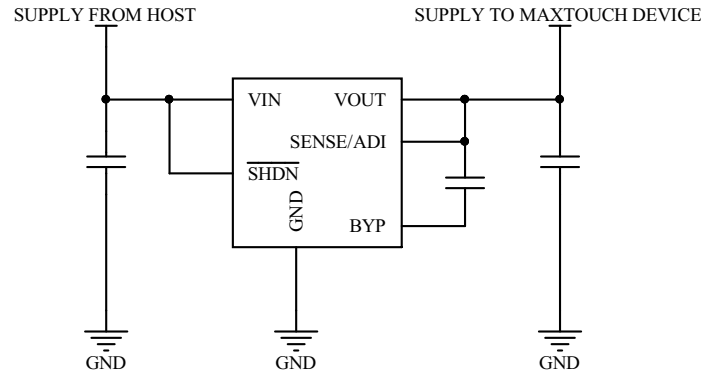 SUPPLY FROM HOST
SUPPLY TO MAXTOUCH DEVICE
VIN
VOUT
SENSE/ADI
SHDN
GND
BYP
GND
GND
GND